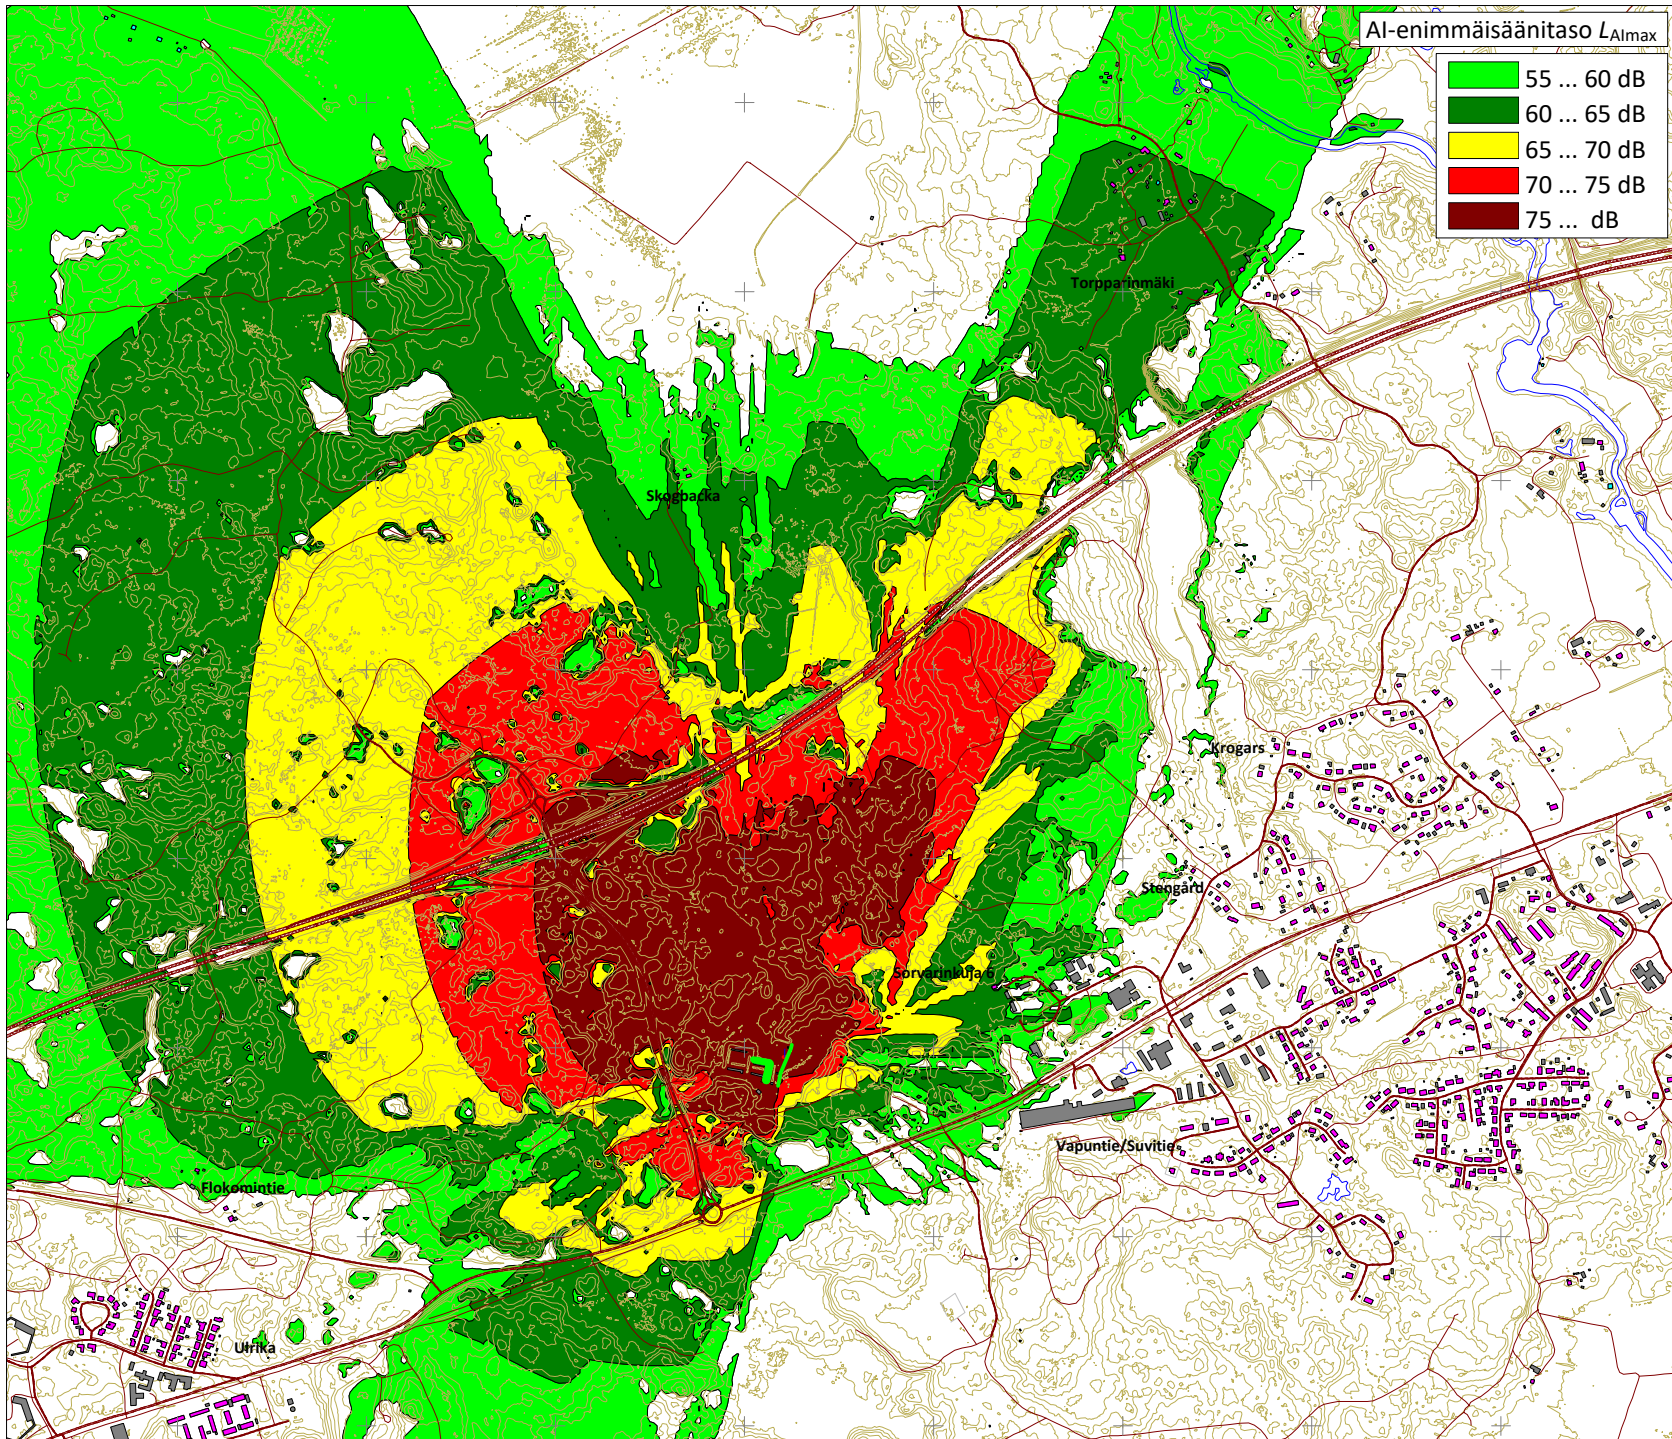 AI-enimmäisäänitaso LAImax
55 ... 60 dB
60 ... 65 dB
65 ... 70 dB
70 ... 75 dB
75 ... dB
Torpparinmäki
Skogbacka
Krogars
Stengård
Sorvarinkuja 6
Vapuntie/Suvitie
Flokomintie
Ulrika